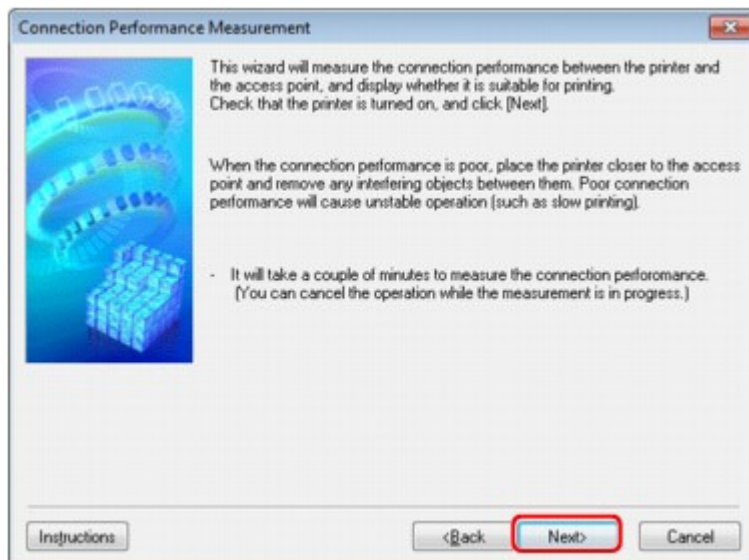 Connection Performance Measurement
This wizard will measure the connection performance between the printer and
the access point, and display whether it is suitable for printing.
Check that the printer is turned on, and click [Next].
When the connection performance is poor, place the printer closer to the access
point and remove any interfering objects between them. Poor connection
performance will cause unstable operation (such as slow printing).
- It will take a couple of minutes to measure the connection perforomance.
(You can cancel the operation while the measurement is in progress.)
Instructions <Back Next> Cancel